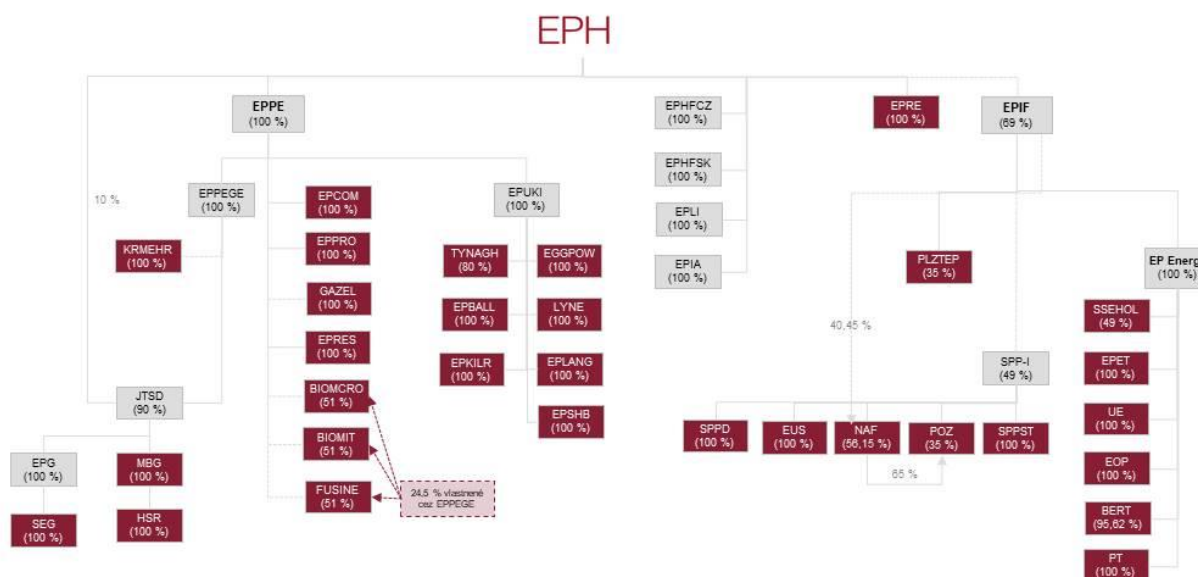 EPH
EPPE
(100 %)
EPHFCZ
(100 %)
EPRE
(100 %)
EPIF
(69 %)
EPHFSK
(100 %)
10 %
EPPEGE
(100 %)
EPCOM
(100 %)
EPUKI
(100 %)
EPLI
(100 %)
KRMEHR
(100 %)
EPPRO
(100 %)
TYNAGH
(80 %)
EGGPOW
(100 %)
EPIA
(100 %)
PLZTEP
(35 %)
EP Energ
(100 %)
GAZEL
(100 %)
EPBALL
(100 %)
LYNE
(100 %)
40,45 %
SSEHOL
(49 %)
EPRES
(100 %)
EPKILR
(100 %)
EPLANG
(100 %)
SPP-I
(49 %)
EPET
(100 %)
JTSD
(90 %)
BIOMCRO
(51 %)
EPSHB
(100 %)
SPPD
(100 %)
EUS
(100 %)
NAF
(56,15 %)
POZ
(35 %)
SPPST
(100 %)
UE
(100 %)
EPG
(100 %)
MBG
(100 %)
BIOMIT
(51 %)
65 %
EOP
(100 %)
FUSINE
(51 %)
24,5 % vlastnené
cez EPPEGE
SEG
(100 %)
HSR
(100 %)
BERT
(95,62 %)
PT
(100 %)